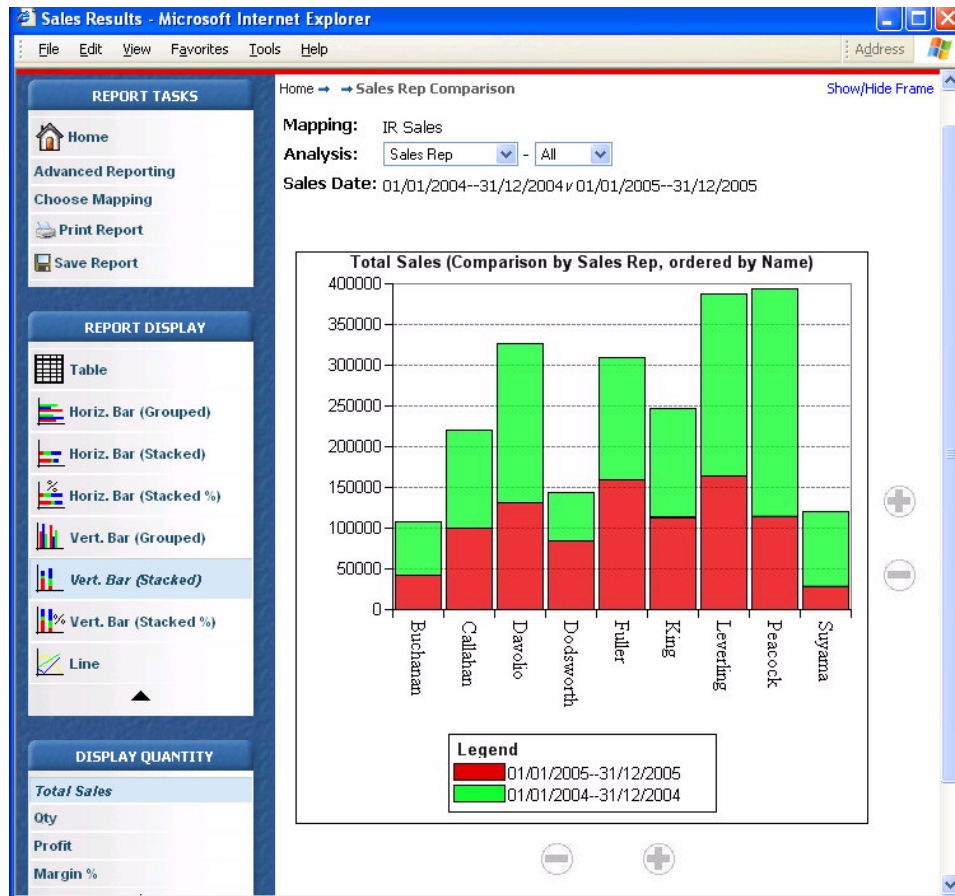 Sales Results - Microsoft Internet Explorer
File Edit View Favorites Tools Help
Address
REPORT TASKS
Home
Advanced Reporting
Choose Mapping
Print Report
Save Report
REPORT DISPLAY
Table
Horiz. Bar (Grouped)
Horiz. Bar (Stacked)
% Horiz. Bar (Stacked %)
Vert. Bar (Grouped)
Vert. Bar (Stacked)
% Vert. Bar (Stacked %)
Line
DISPLAY QUANTITY
Total Sales
Qty
Profit
Margin %
Home → → Sales Rep Comparison
Show/Hide Frame
Mapping: IR Sales
Analysis: Sales Rep - All
Sales Date: 01/01/2004--31/12/2004 v 01/01/2005--31/12/2005
Total Sales (Comparison by Sales Rep, ordered by Name)
400000
350000
300000
250000
200000
150000
100000
50000
0
Buchanan
Callahan
Davolio
Dodsworth
Fuller
King
Leverling
Peacock
Suyama
Legend
01/01/2005--31/12/2005
01/01/2004--31/12/2004